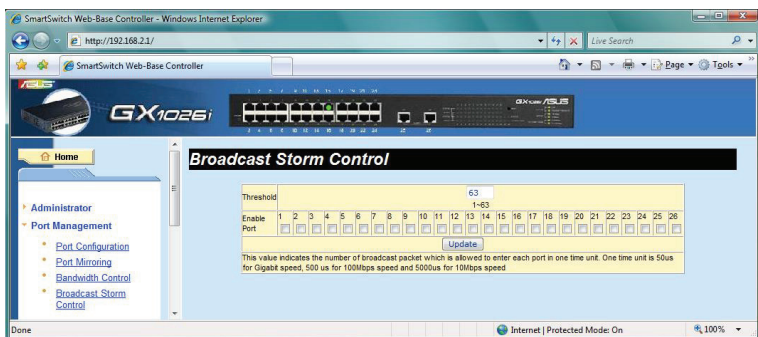 SmartSwitch Web-Base Controller - Windows Internet Explorer
http://192.168.2.1/
Live Search
SmartSwitch Web-Base Controller
Page
Tools
ASUS
GX1026i
GX1026i ASUS
Home
Administrator
Port Management
Port Configuration
Port Mirroring
Bandwidth Control
Broadcast Storm
Control
Broadcast Storm Control
Threshold
63
1~63
Enable
Port
1 2 3 4 5 6 7 8 9 10 11 12 13 14 15 16 17 18 19 20 21 22 23 24 25 26
Update
This value indicates the number of broadcast packet which is allowed to enter each port in one time unit. One time unit is 50us
for Gigabit speed, 500 us for 100Mbps speed and 5000us for 10Mbps speed
Done
Internet | Protected Mode: On
100%